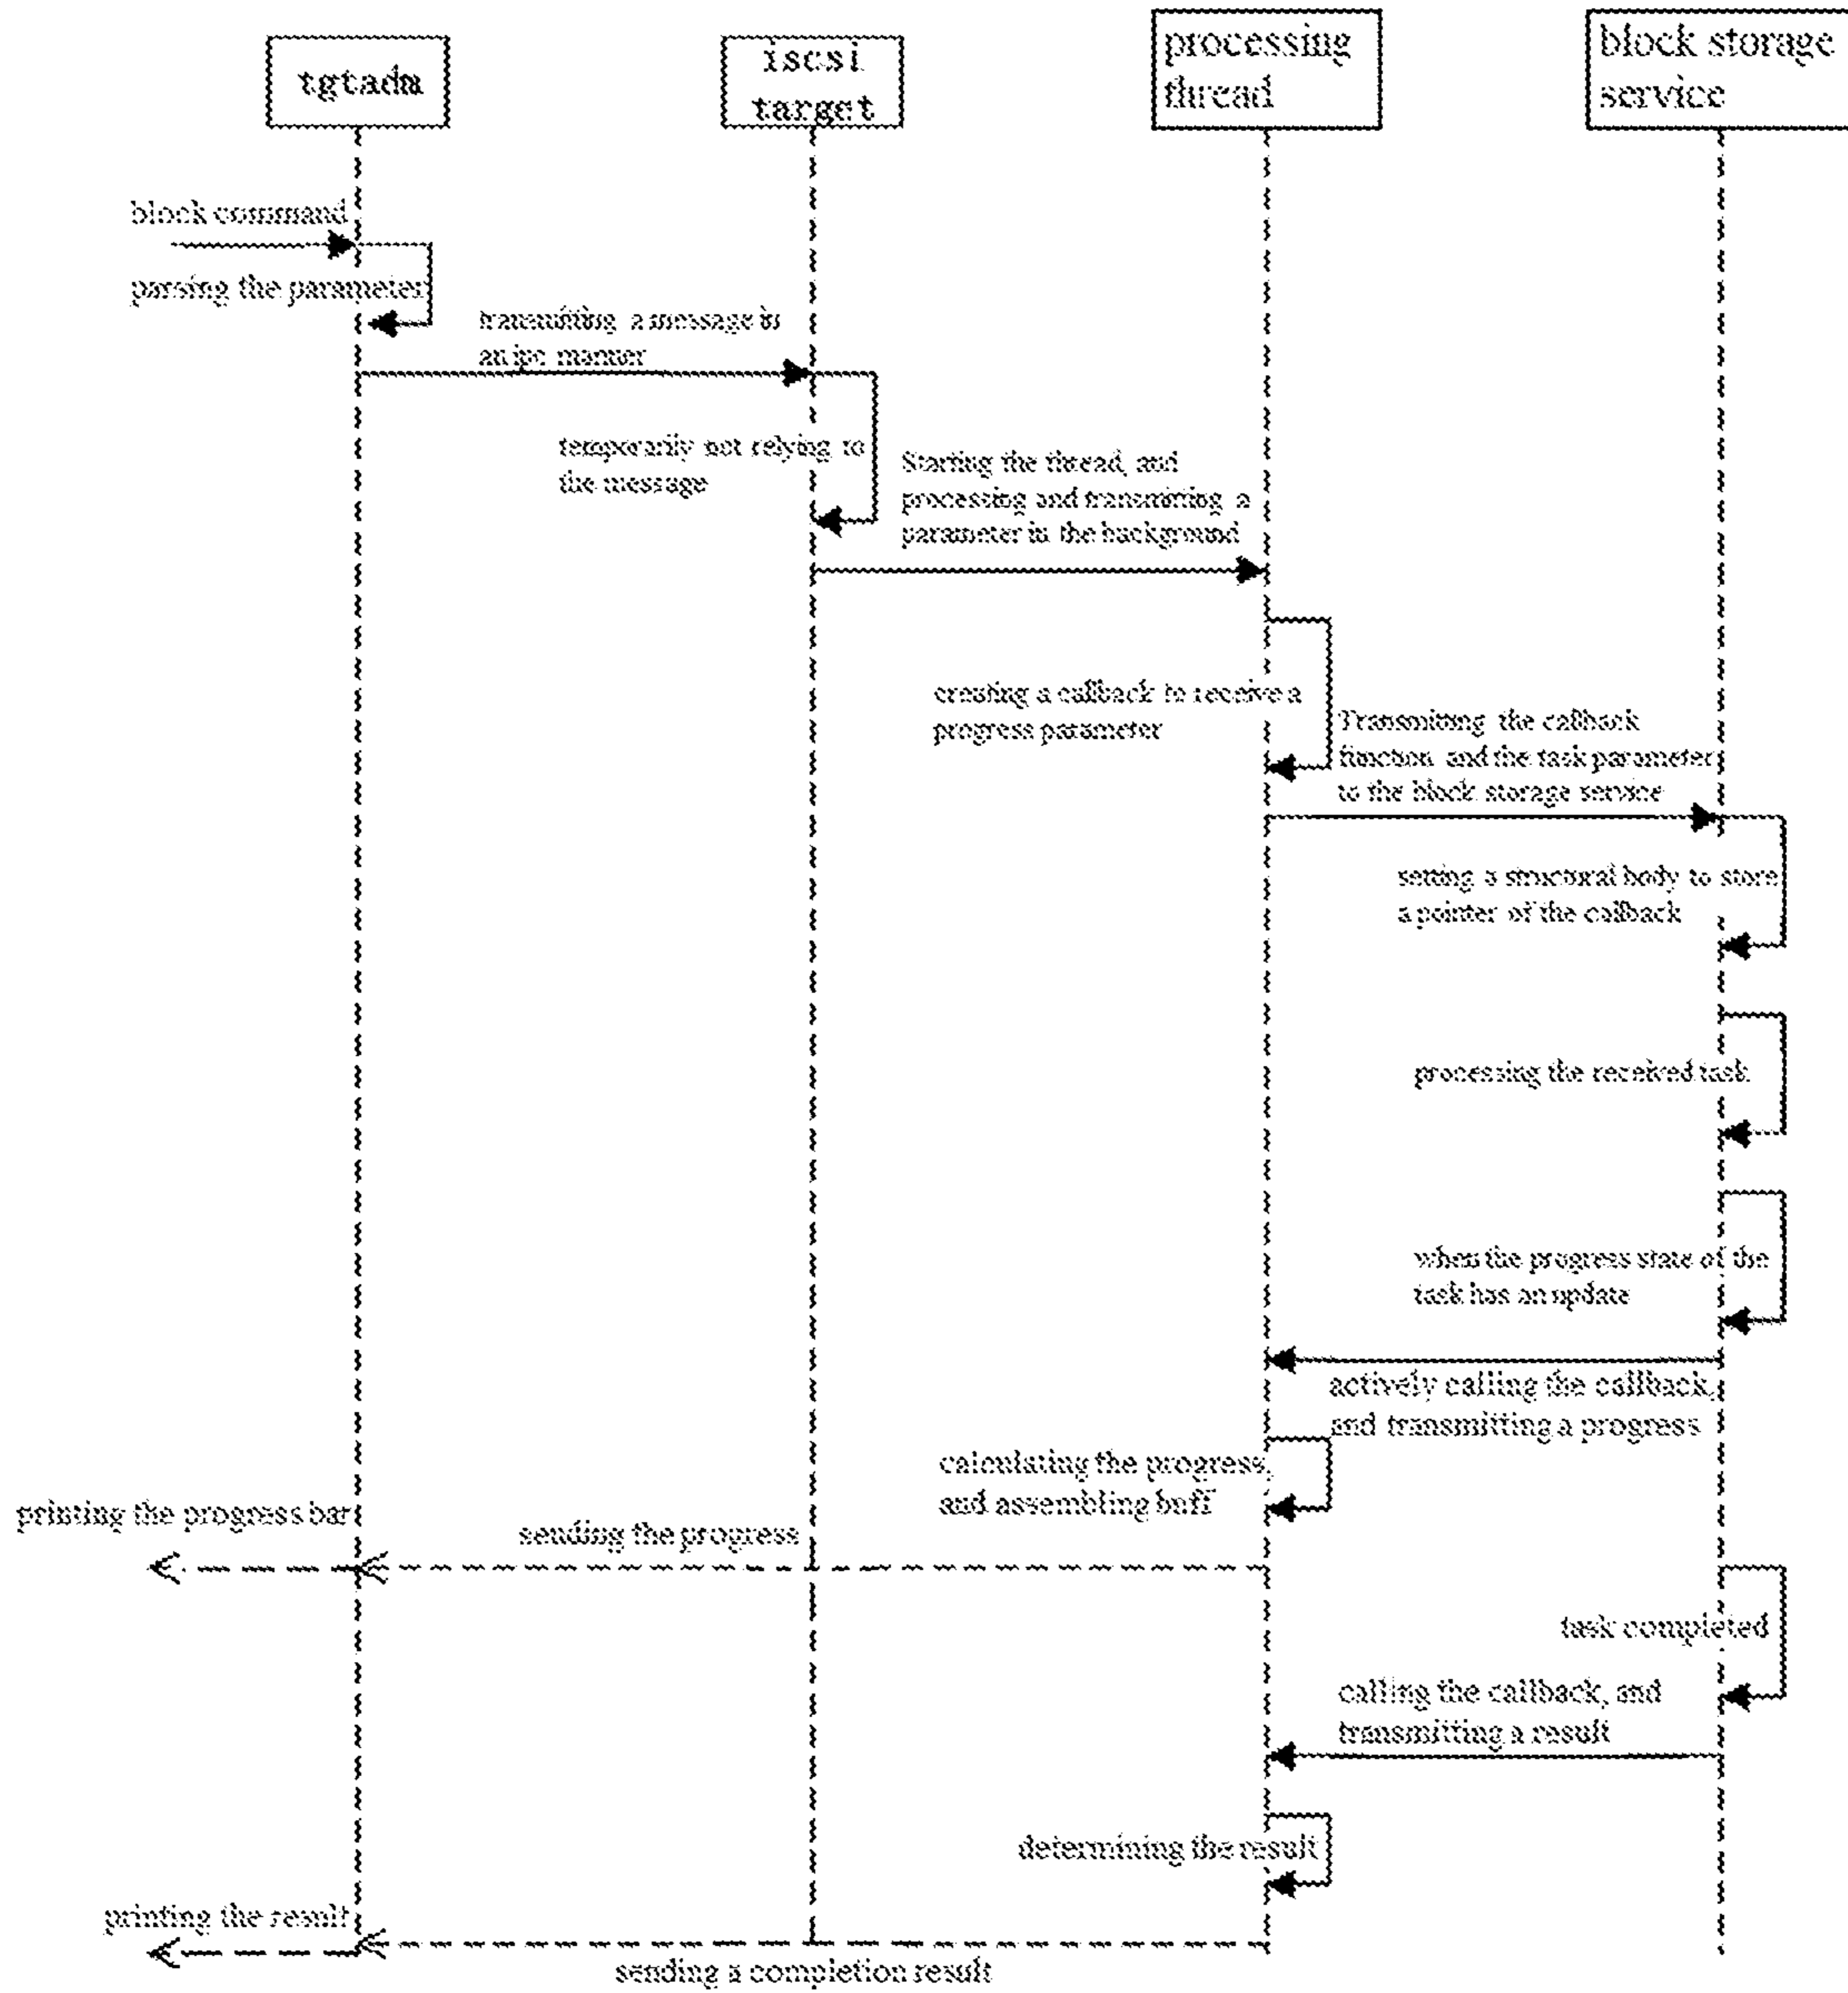 tgtadm
iscsi
target
processing
thread
block storage
service
block command
parsing the parameter
transmitting a message in
an ipc manner
temporarily not relying to
the message
Starting the thread, and
processing and transmitting a
parameter in the background
creating a callback to receive a
progress parameter
Transmiting the callback
function and the task parameter
to the block storage service
setting a structural body to store
a pointer of the callback
processing the received task
when the progress state of the
task has an update
actively calling the callback,
and transmitting a progress
calculating the progress,
and assembling buff
printing the progress bar
sending the progress
task completed
calling the callback, and
transmitting a result
determining the result
printing the result
sending a completion result